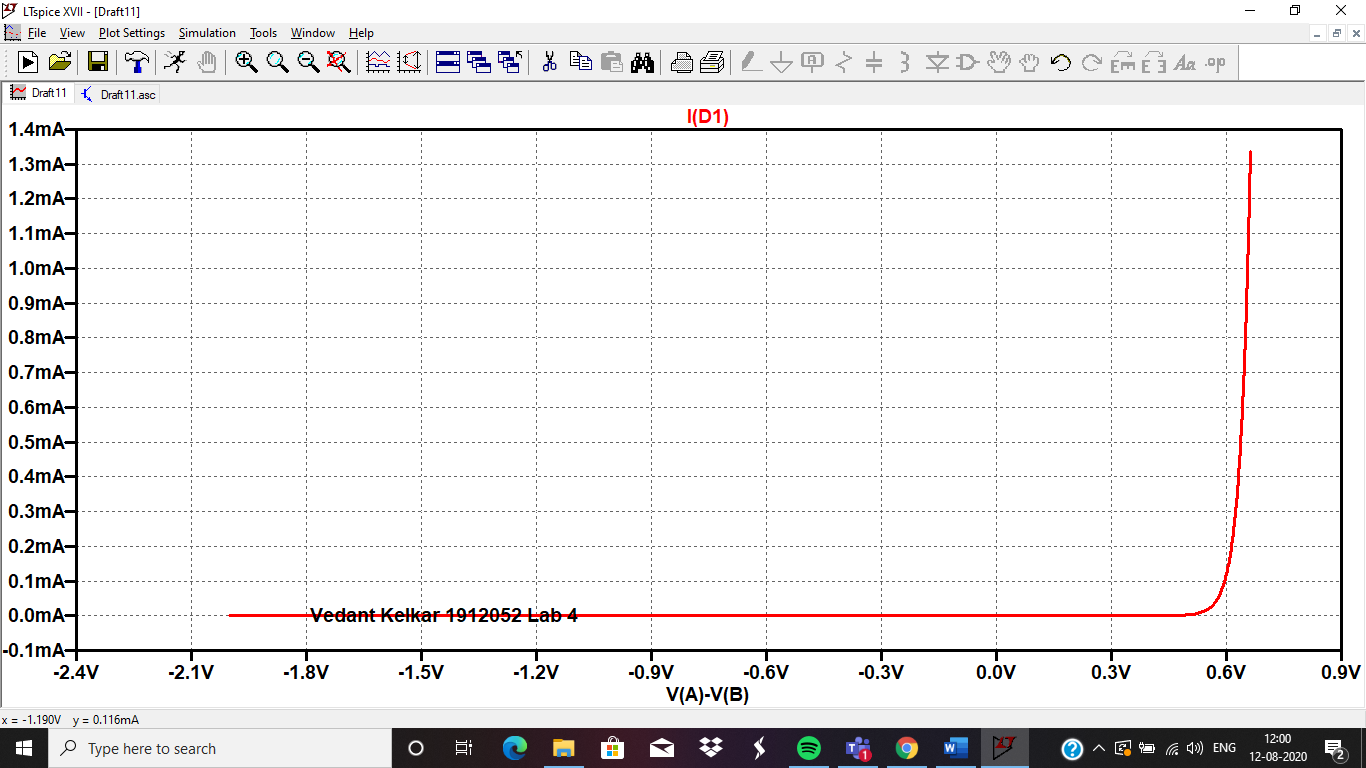 LTspice XVII - [Draft11]
File View Plot Settings Simulation Tools Window Help
Draft11 Draft11.asc
I(D1)
1.4mA
1.3mA
1.2mA
1.1mA
1.0mA
0.9mA
0.8mA
0.7mA
0.6mA
0.5mA
0.4mA
0.3mA
0.2mA
0.1mA
0.0mA
Vedant Kelkar 1912052 Lab 4
-0.1mA
-2.4V -2.1V -1.8V -1.5V -1.2V -0.9V -0.6V -0.3V 0.0V 0.3V 0.6V 0.9V
V(A)-V(B)
x = -1.190V y = 0.116mA
Type here to search
ENG
12:00
12-08-2020
1
2